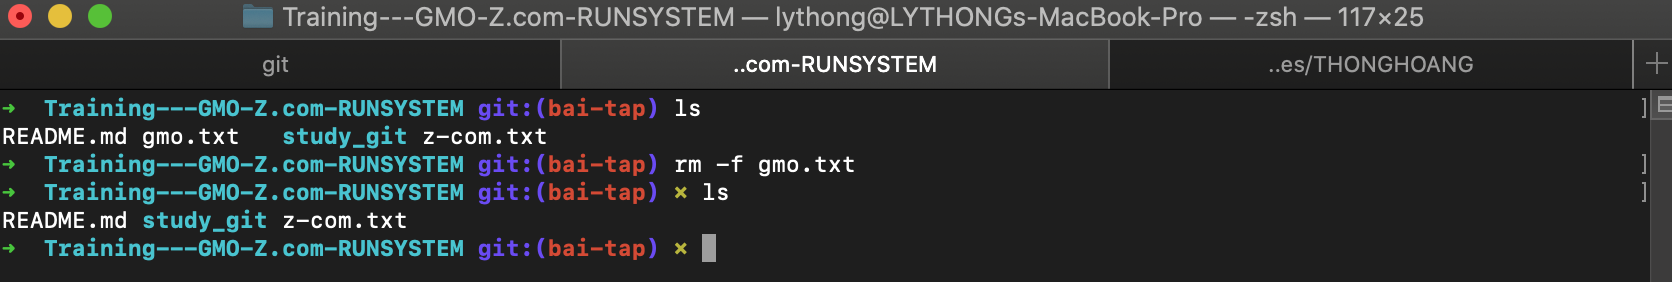 Training---GMO-Z.com-RUNSYSTEM — lythong@LYTHONGs-MacBook-Pro — -zsh — 117×25
git ..com-RUNSYSTEM ..es/THONGHOANG +
➜ Training---GMO-Z.com-RUNSYSTEM git:(bai-tap) ls ]
README.md gmo.txt study_git z-com.txt
➜ Training---GMO-Z.com-RUNSYSTEM git:(bai-tap) rm -f gmo.txt ]
➜ Training---GMO-Z.com-RUNSYSTEM git:(bai-tap) ✗ ls ]
README.md study_git z-com.txt
➜ Training---GMO-Z.com-RUNSYSTEM git:(bai-tap) ✗